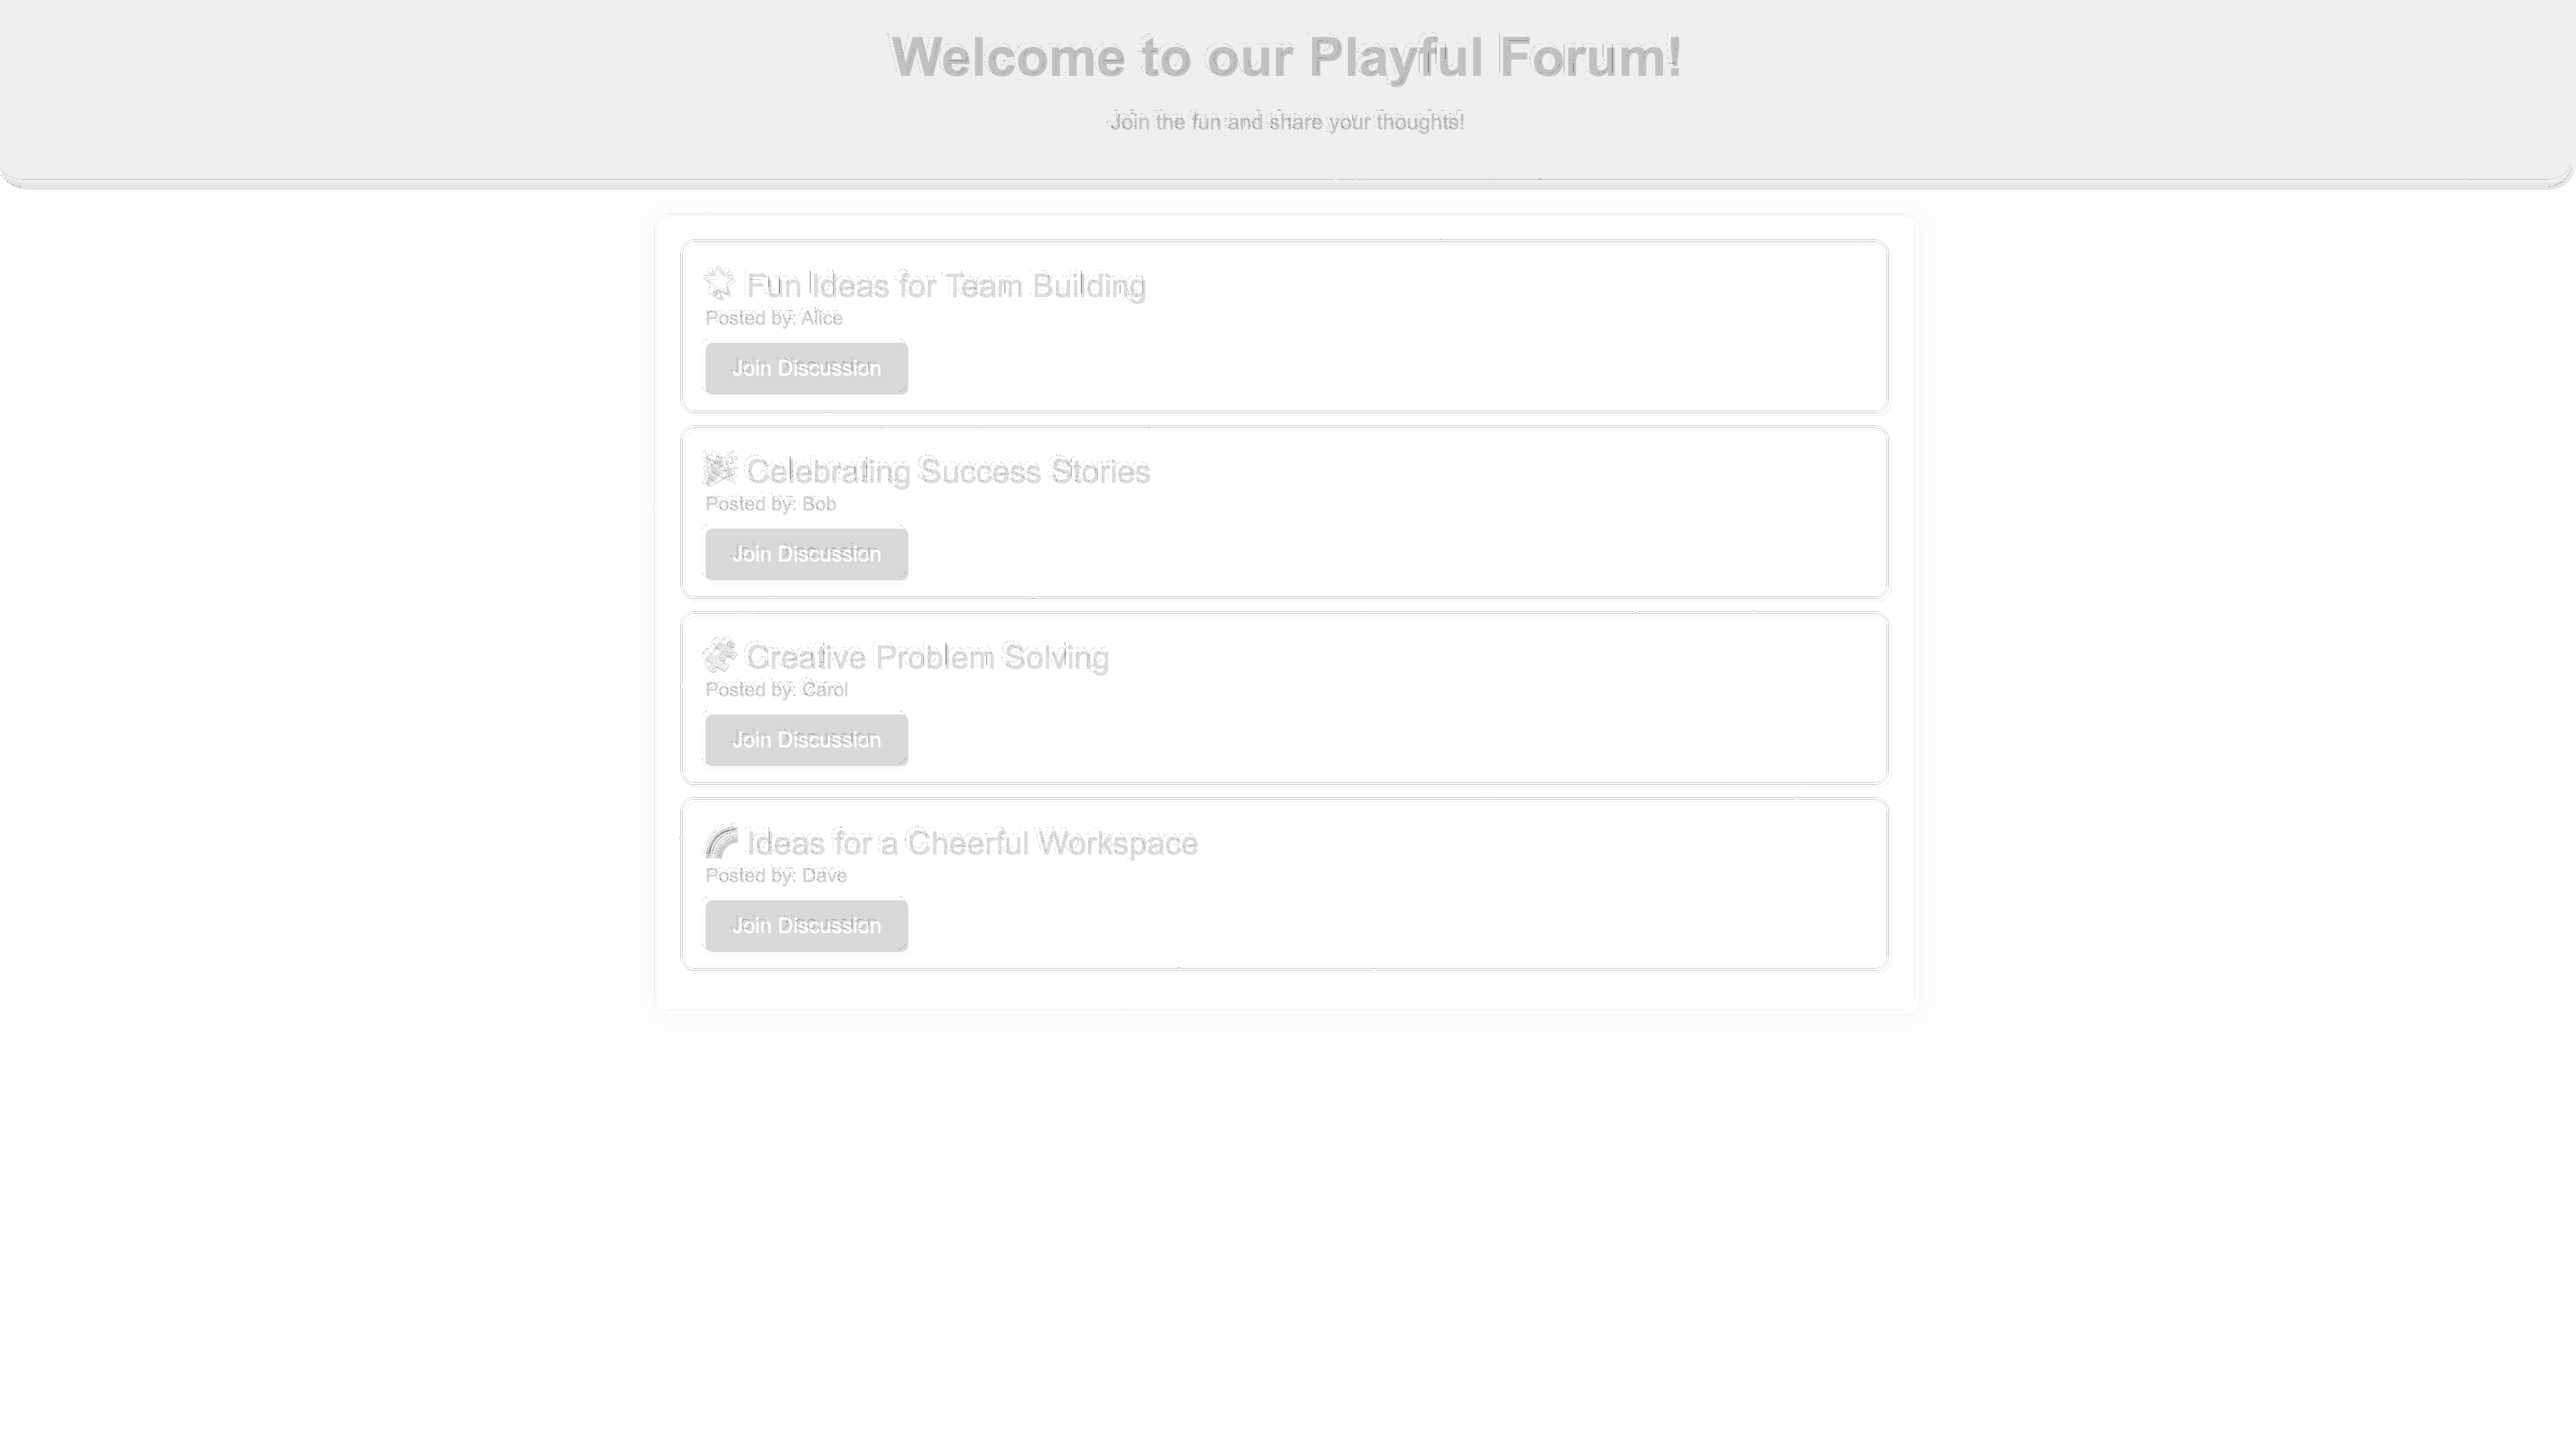 Welcome to our Playful Forum!
Join the fun and share your thoughts!
🌟 Fun Ideas for Team Building
Posted by: Alice
Join Discussion
🎉 Celebrating Success Stories
Posted by: Bob
Join Discussion
🧩 Creative Problem Solving
Posted by: Carol
Join Discussion
🌈 Ideas for a Cheerful Workspace
Posted by: Dave
Join Discussion